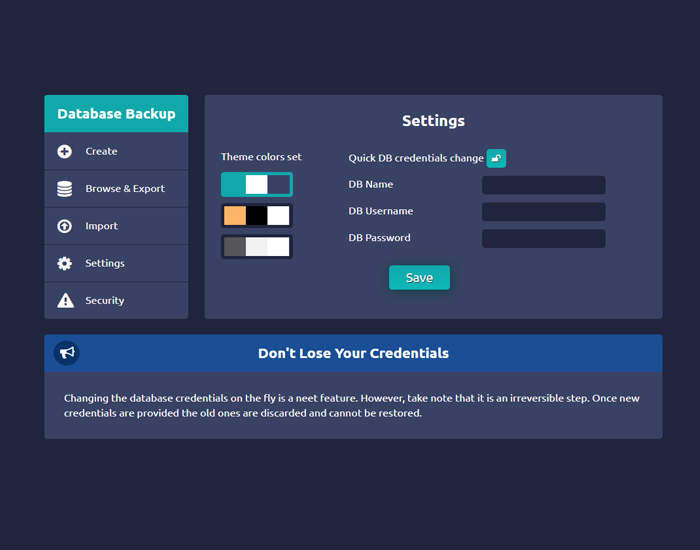 Database Backup
Create
Browse & Export
Import
Settings
Security
Settings
Theme colors set
Quick DB credentials change
DB Name
DB Username
DB Password
Save
Don't Lose Your Credentials
Changing the database credentials on the fly is a neet feature. However, take note that it is an irreversible step. Once new
credentials are provided the old ones are discarded and cannot be restored.